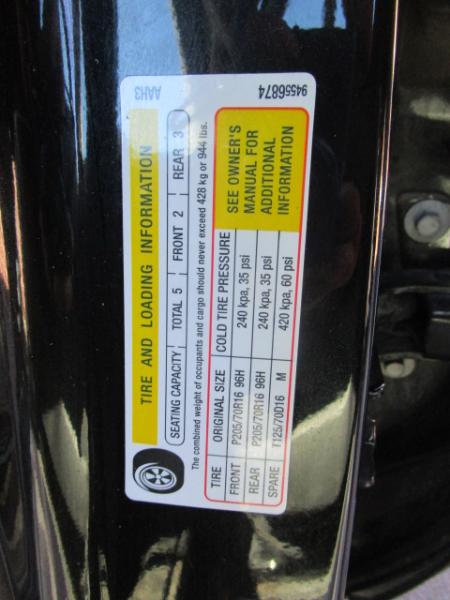 AAH3
94556874
TIRE AND LOADING INFORMATION
SEATING CAPACITY TOTAL 5 FRONT 2 REAR 3
The combined weight of occupants and cargo should never exceed 428 kg or 944 lbs.
TIRE ORIGINAL SIZE COLD TIRE PRESSURE
FRONT P205/70R16 96H 240 kpa, 35 psi
REAR P205/70R16 96H 240 kpa, 35 psi
SPARE T125/70D16 M 420 kpa, 60 psi
SEE OWNER'S
MANUAL FOR
ADDITIONAL
INFORMATION